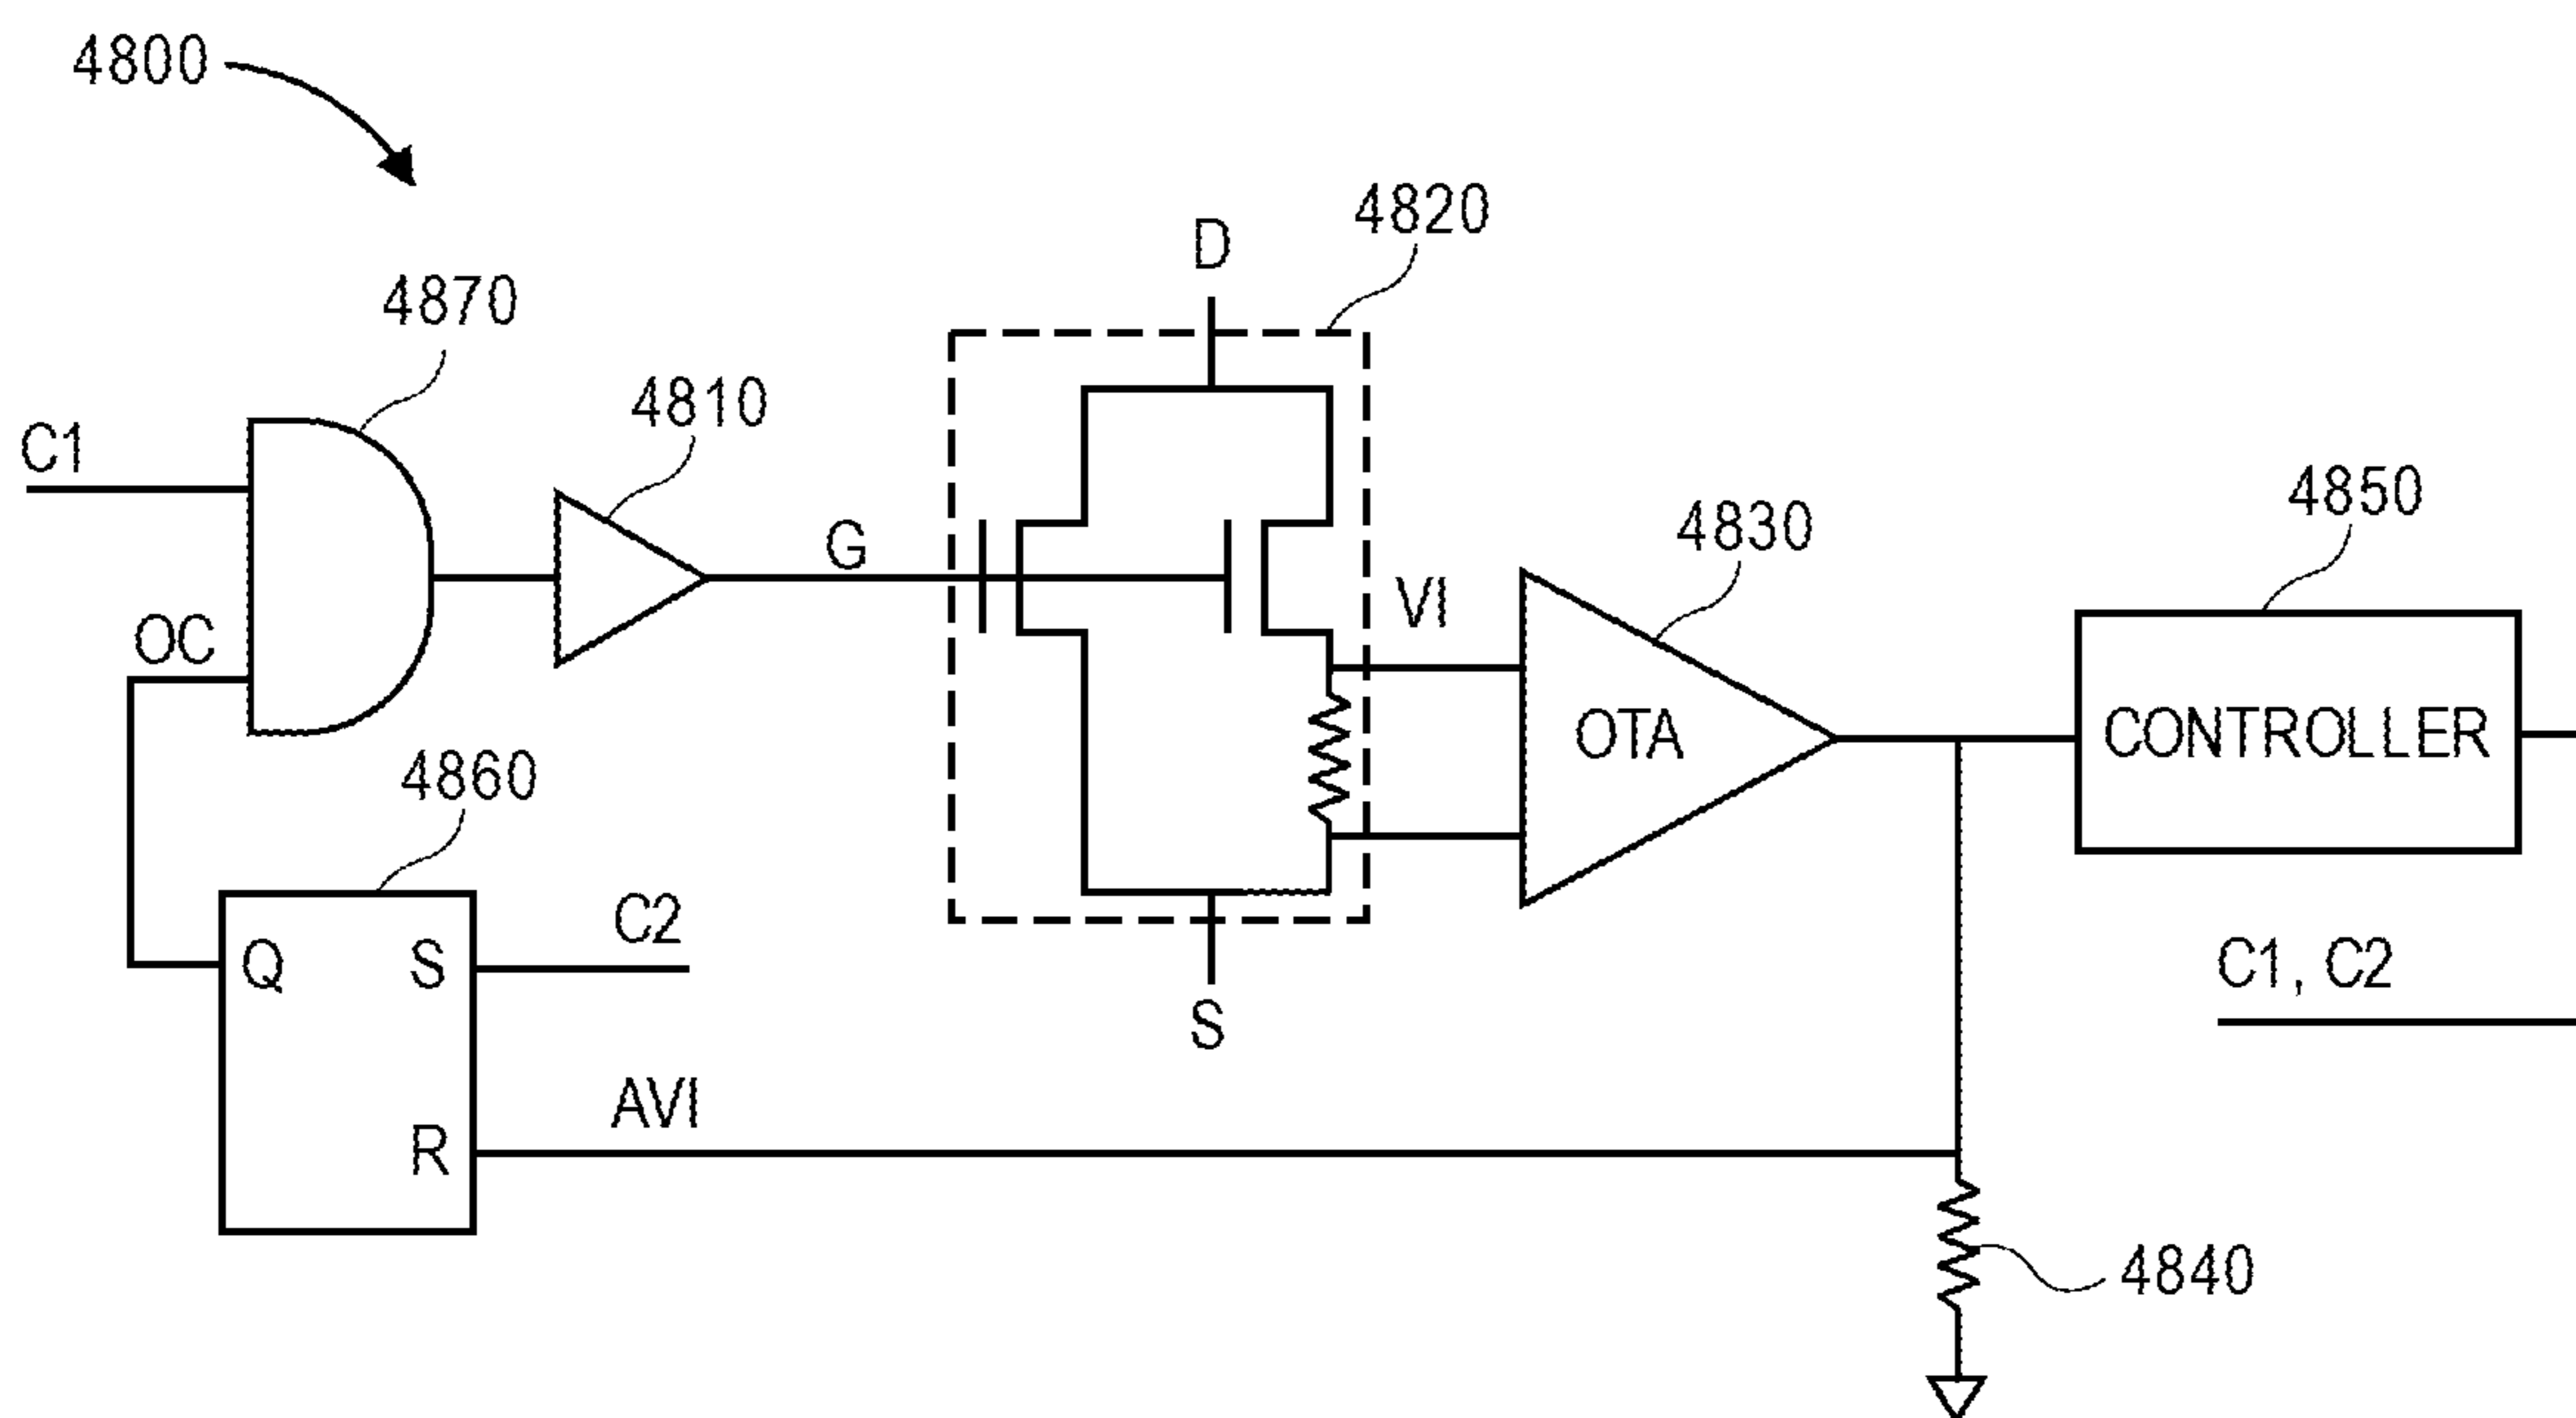 4800
4820
D
4870
4810
C1
4850
4830
G
VI
OC
OTA
CONTROLLER
4860
C2
C1, C2
Q
S
S
AVI
R
4840